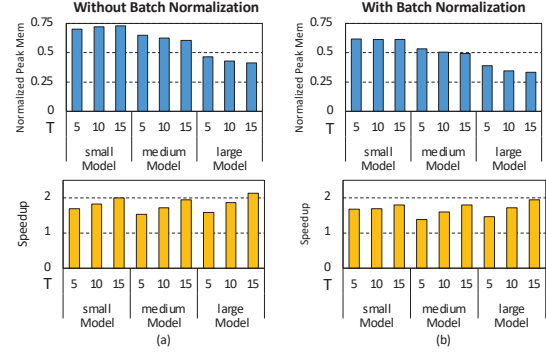 Without Batch Normalization
Normalized Peak Mem
0.75
0.5
0.25
0
T 5 10 15 5 10 15 5 10 15
small Model medium Model large Model
Speedup
2
1
0
T 5 10 15 5 10 15 5 10 15
small Model medium Model large Model
(a)
With Batch Normalization
Normalized Peak Mem
0.75
0.5
0.25
0
T 5 10 15 5 10 15 5 10 15
small Model medium Model large Model
Speedup
2
1
0
T 5 10 15 5 10 15 5 10 15
small Model medium Model large Model
(b)